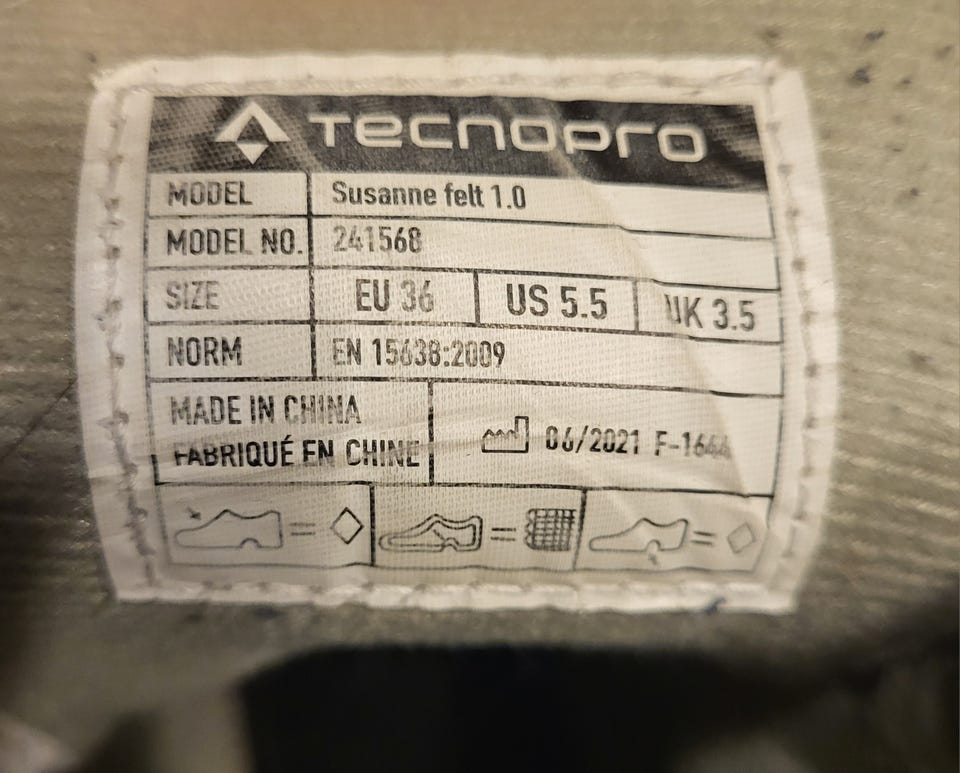 TECNOPRO
MODEL Susanne felt 1.0
MODEL NO. 241568
SIZE EU 36 US 5.5 UK 3.5
NORM EN 15638:2009
MADE IN CHINA
FABRIQUÉ EN CHINE
06/2021
= = =